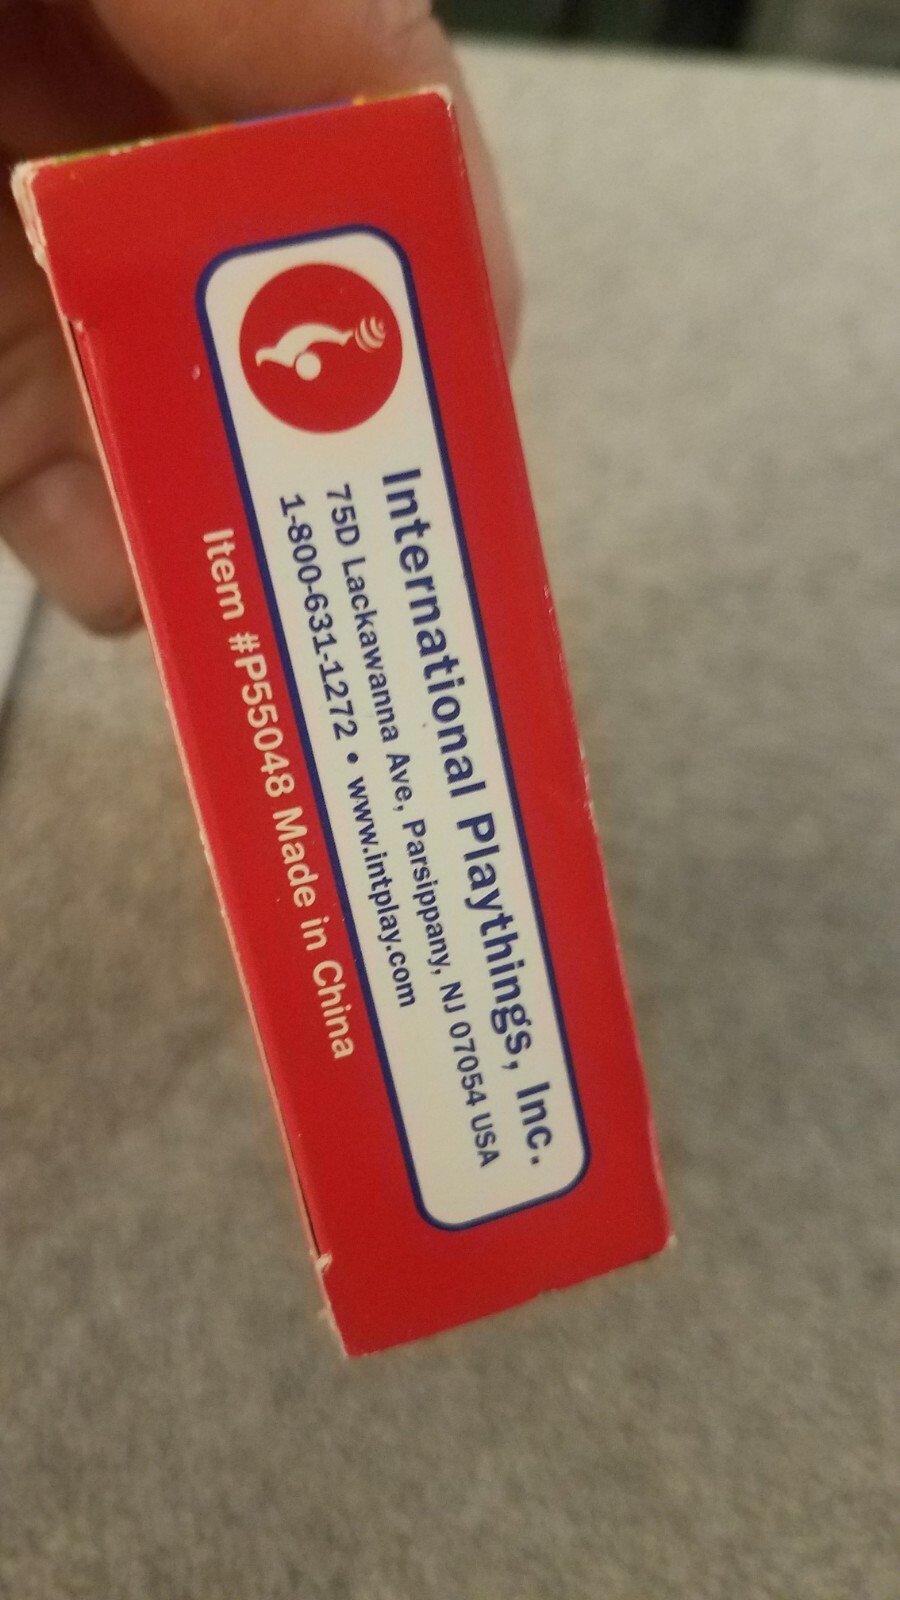 International Playthings, Inc.
75D Lackawanna Ave, Parsippany, NJ 07054 USA
1-800-631-1272 • www.intplay.com
Item #P55048 Made in China